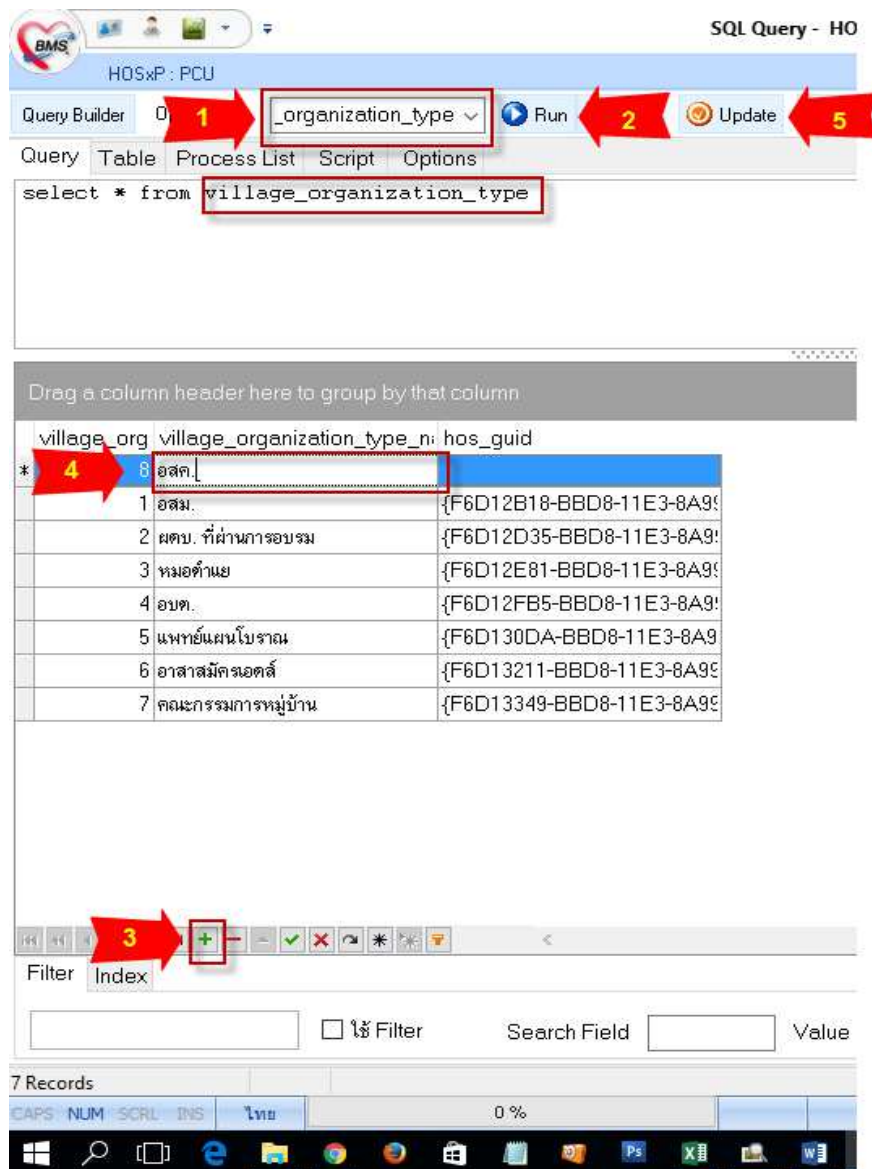 BMS
SQL Query - HO
HOSxP : PCU
Query Builder
1
_organization_type
Run
2
Update
5
Query Table Process List Script Options
select * from village_organization_type
Drag a column header here to group by that column
village_org village_organization_type_n hos_guid
* 4 8 อสค.
1 อสม. {F6D12B18-BBD8-11E3-8A99
2 ผดบ. ที่ผ่านการอบรม {F6D12D35-BBD8-11E3-8A9
3 หมอตำแย {F6D12E81-BBD8-11E3-8A99
4 อบต. {F6D12FB5-BBD8-11E3-8A9
5 แพทย์แผนโบราณ {F6D130DA-BBD8-11E3-8A9
6 อาสาสมัครเอดส์ {F6D13211-BBD8-11E3-8A99
7 คณะกรรมการหมู่บ้าน {F6D13349-BBD8-11E3-8A99
3
Filter Index
ใช้ Filter Search Field Value
7 Records
CAPS NUM SCRL INS ไทย 0 %
Ps